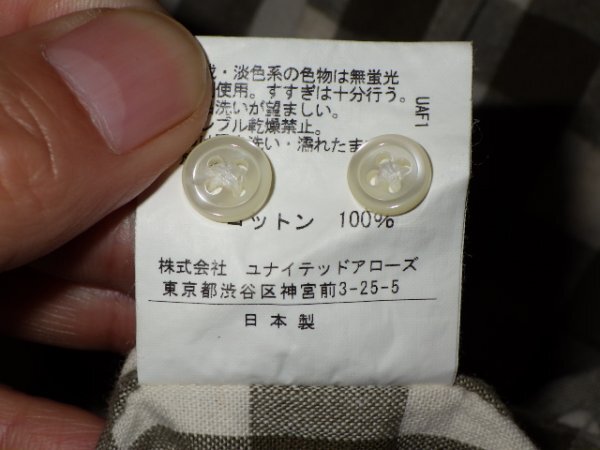 ・淡色系の色物は無蛍光
使用。すすぎは十分行う。
洗いが望ましい。
ンブル乾燥禁止。
洗い・濡れたま
コットン 100%
株式会社 ユナイテッドアローズ
東京都渋谷区神宮前3-25-5
日本製
UAF1